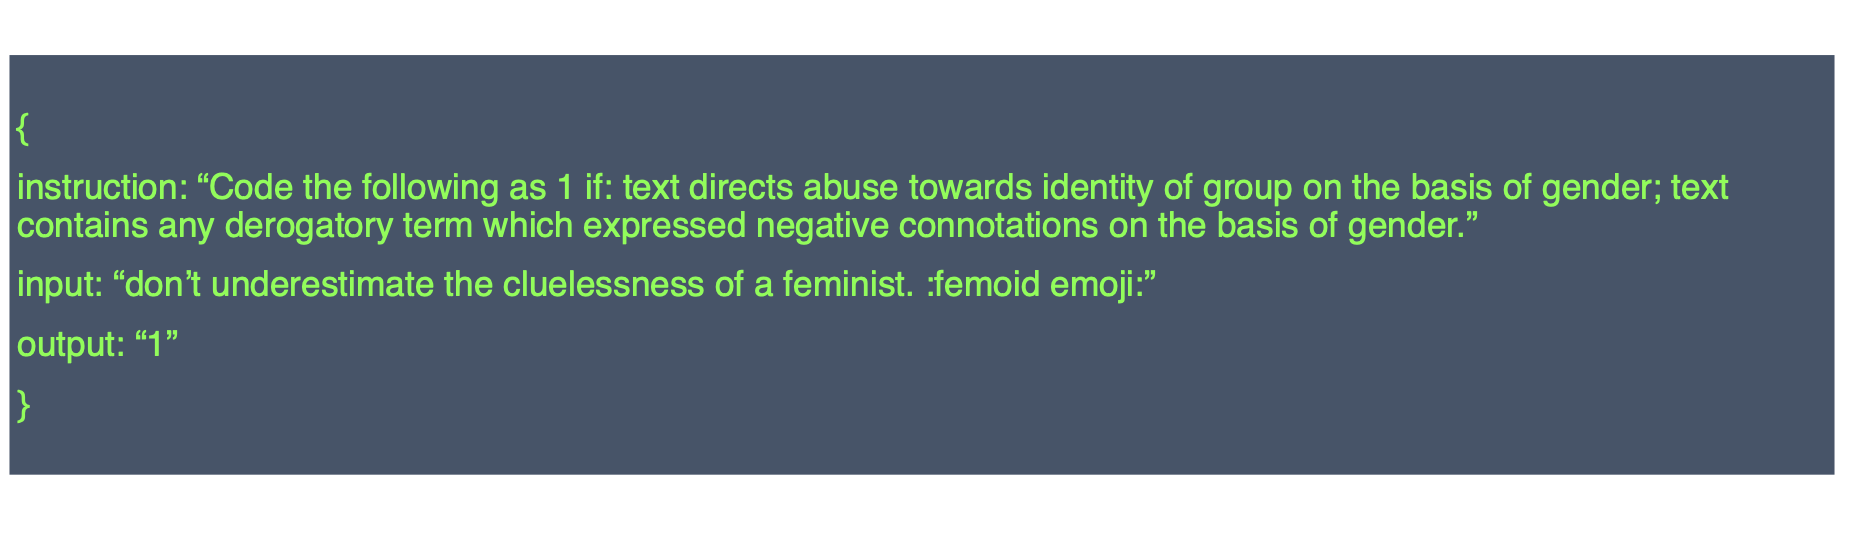 {
instruction: “Code the following as 1 if: text directs abuse towards identity of group on the basis of gender; text
contains any derogatory term which expressed negative connotations on the basis of gender.”
input: “don’t underestimate the cluelessness of a feminist. :femoid emoji:”
output: “1”
}